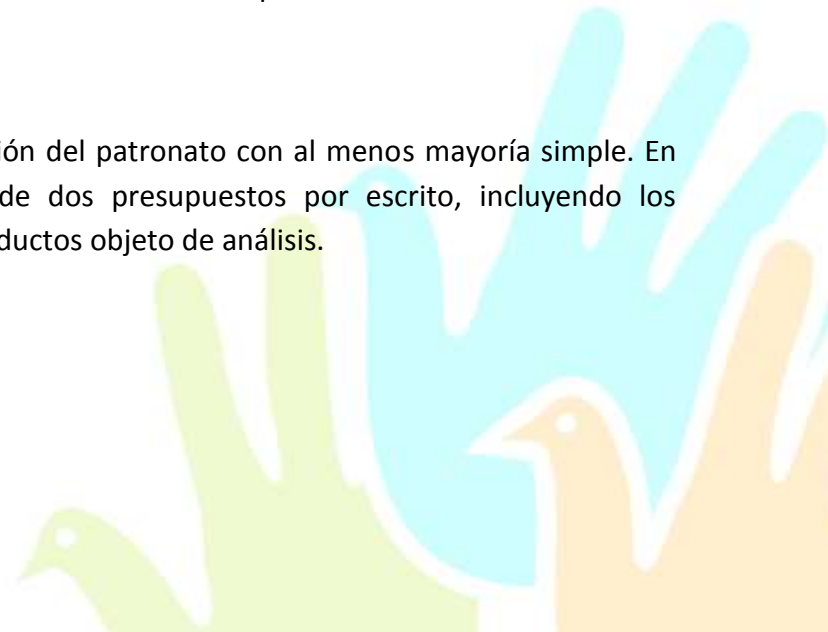 ión del patronato con al menos mayoría simple. En
de dos presupuestos por escrito, incluyendo los
ductos objeto de análisis.